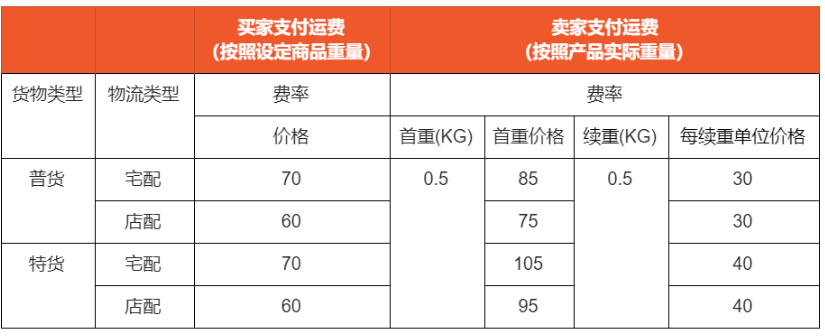 买家支付运费
(按照设定商品重量)
卖家支付运费
(按照产品实际重量)
货物类型 物流类型 费率 费率
价格 首重(KG) 首重价格 续重(KG) 每续重单位价格
普货 宅配 70 0.5 85 0.5 30
店配 60 75 30
特货 宅配 70 105 40
店配 60 95 40